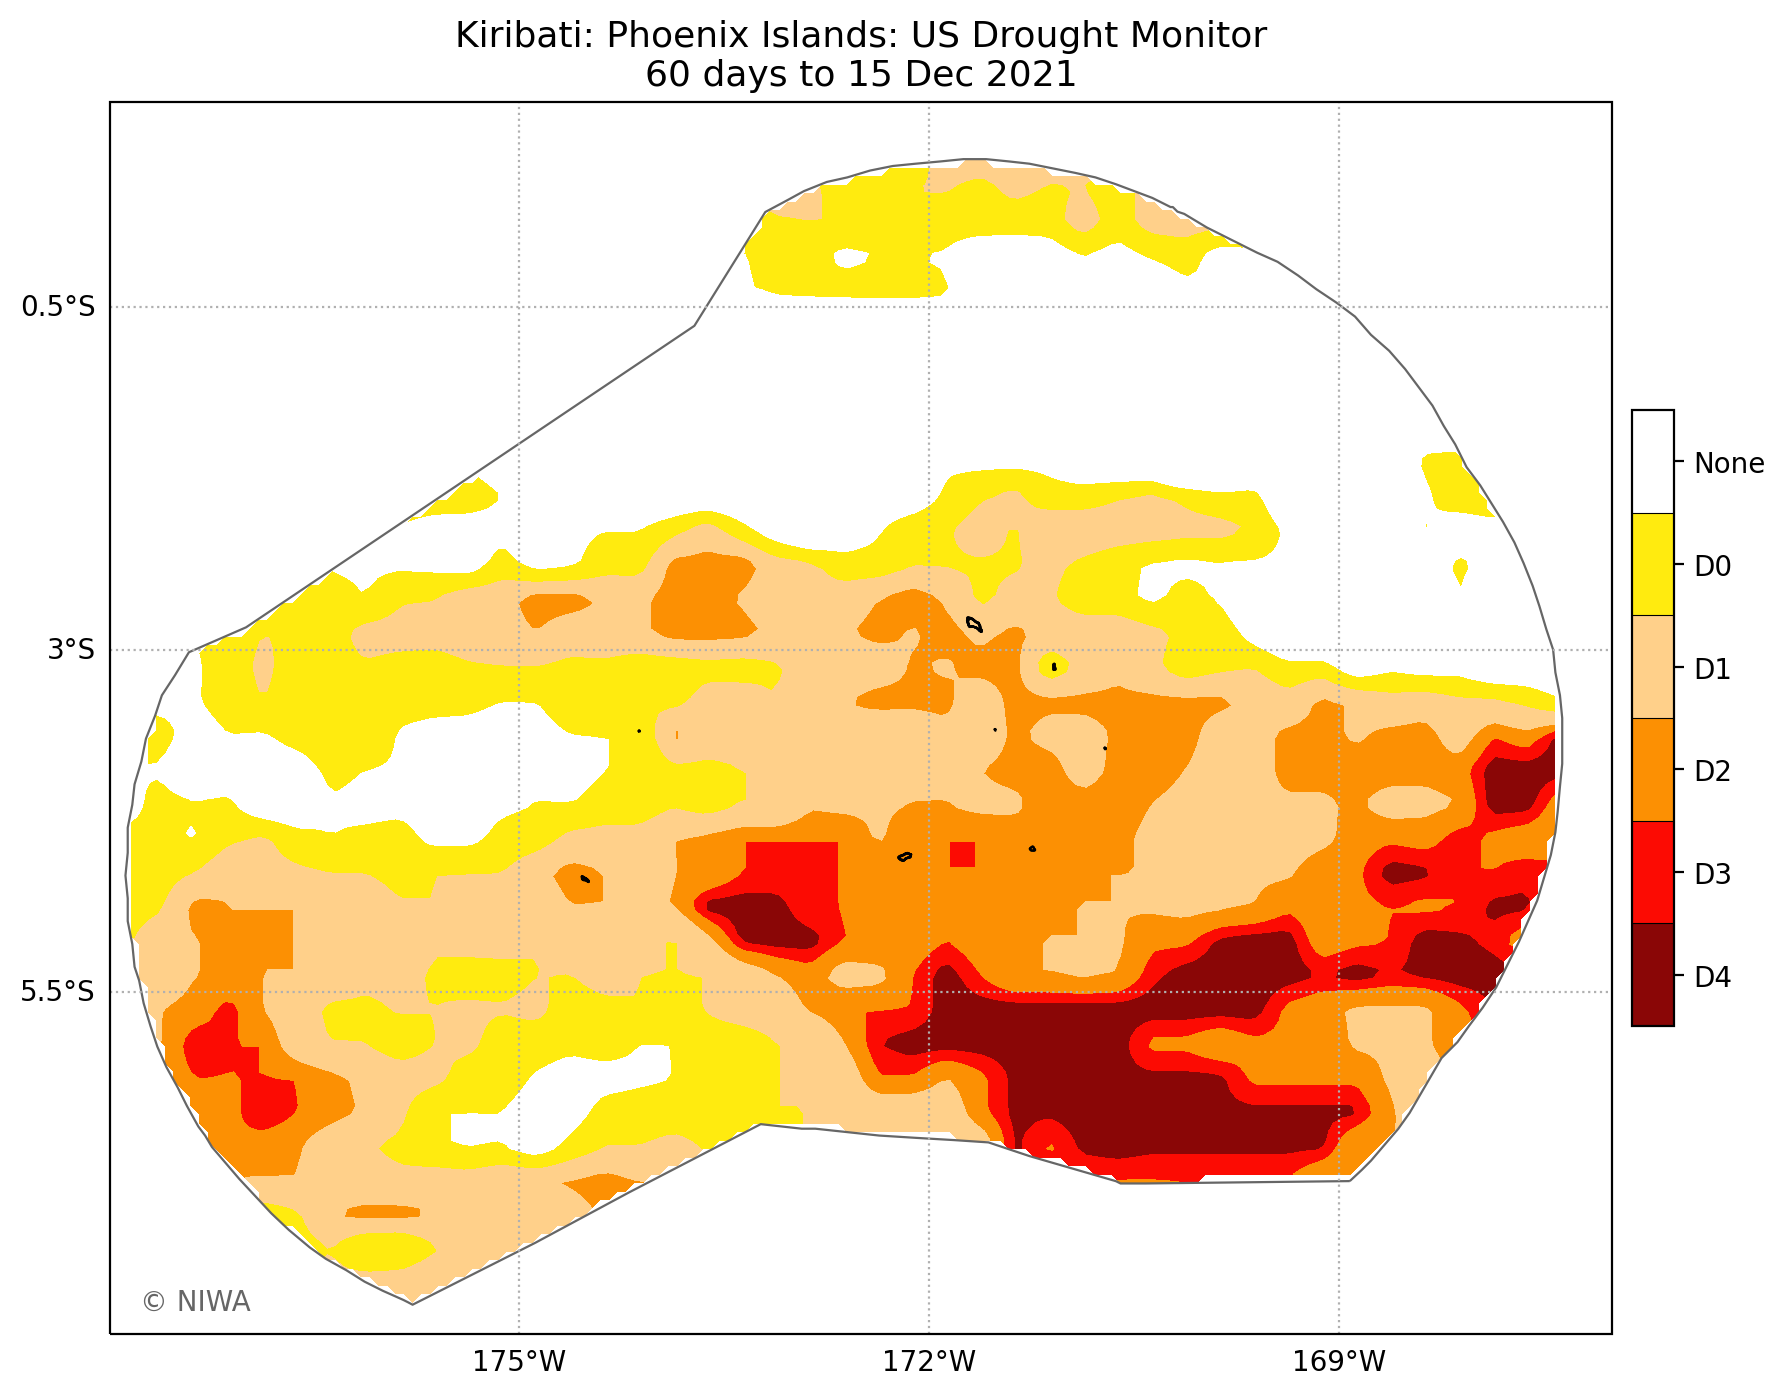 Kiribati: Phoenix Islands: US Drought Monitor
60 days to 15 Dec 2021
0.5°S
3°S
5.5°S
175°W
172°W
169°W
None
D0
D1
D2
D3
D4
© NIWA